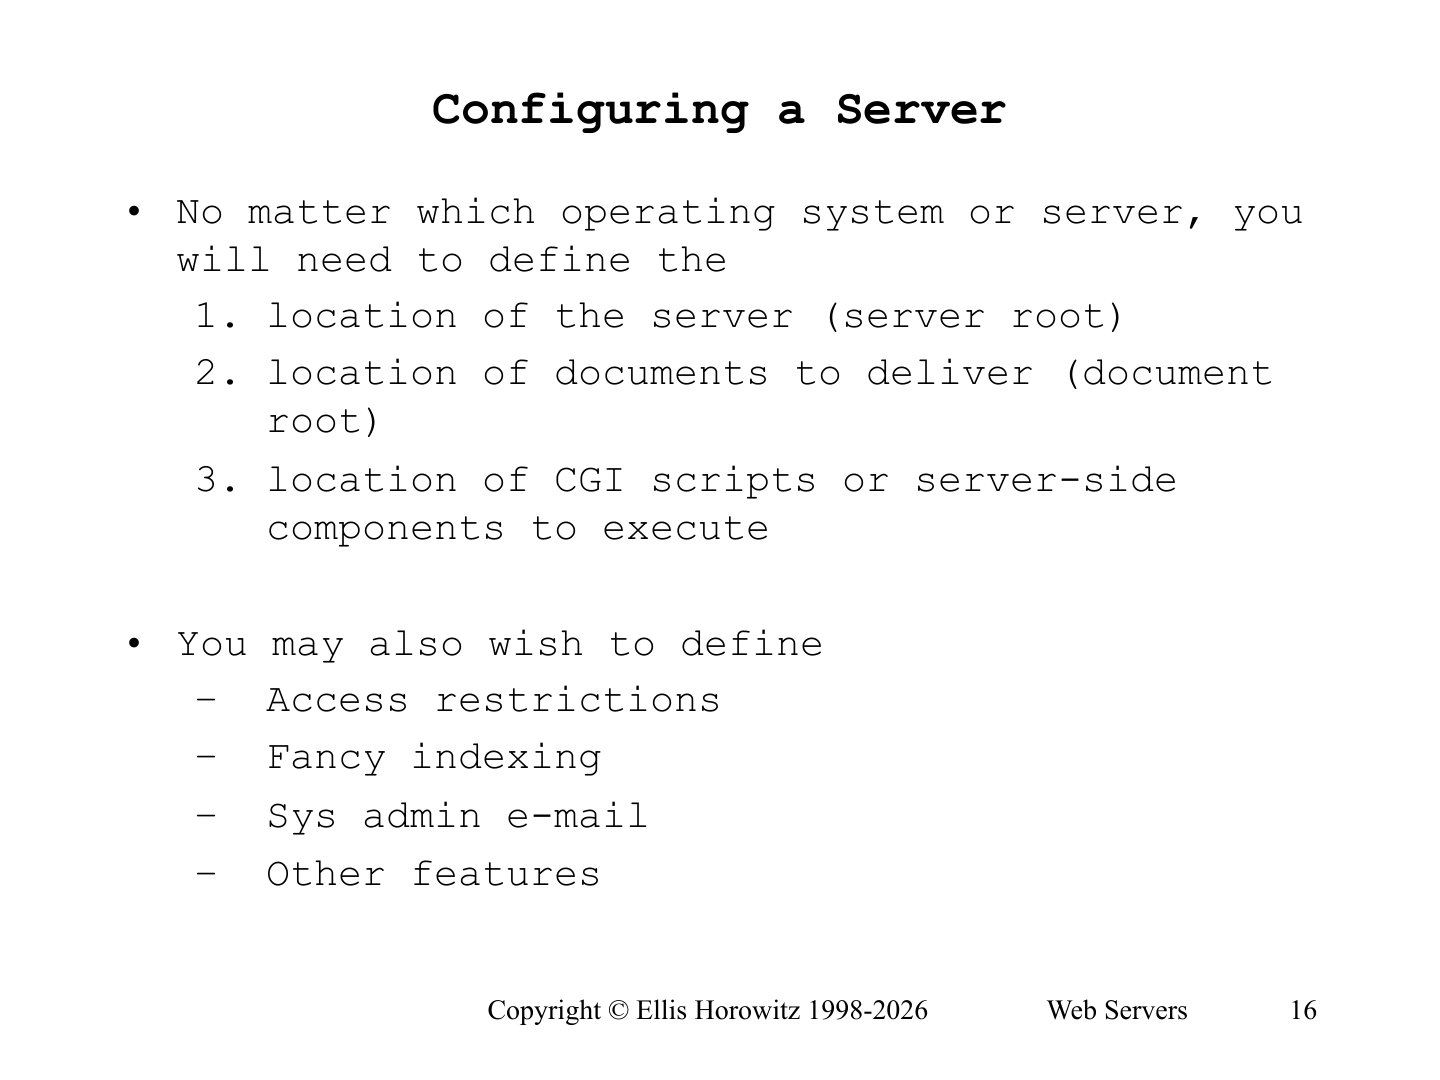 Configuring a Server
• No matter which operating system or server, you
will need to define the
1. location of the server (server root)
2. location of documents to deliver (document
root)
3. location of CGI scripts or server-side
components to execute
• You may also wish to define
– Access restrictions
– Fancy indexing
– Sys admin e-mail
– Other features
Copyright © Ellis Horowitz 1998-2026 Web Servers 16